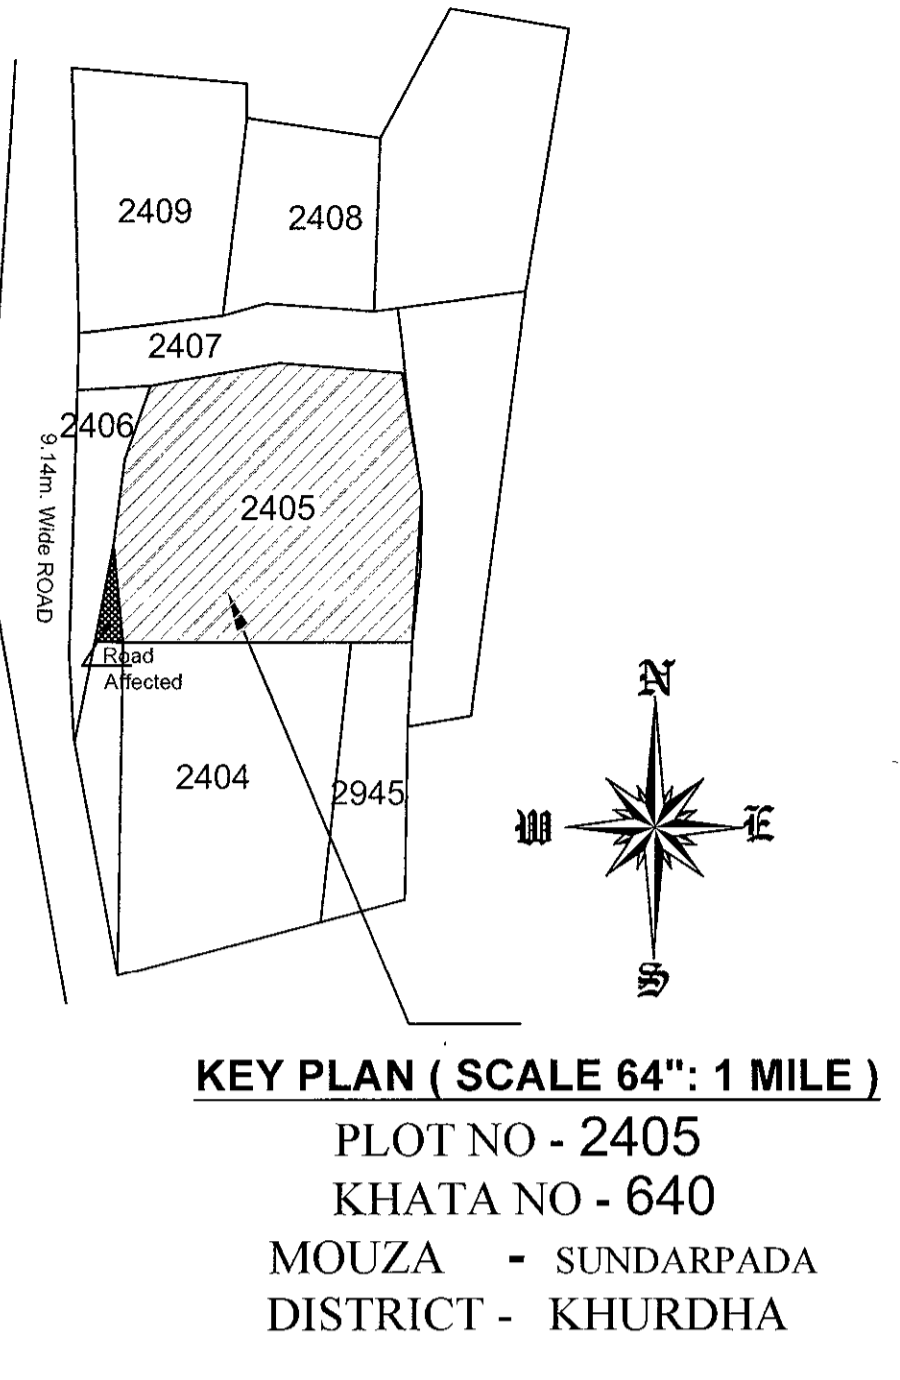 2409
2408
2407
2406
9.14m. Wide ROAD
2405
Road
Affected
2404
2945
N
W
E
S
KEY PLAN ( SCALE 64": 1 MILE )
PLOT NO - 2405
KHATA NO - 640
MOUZA - SUNDARPADA
DISTRICT - KHURDHA